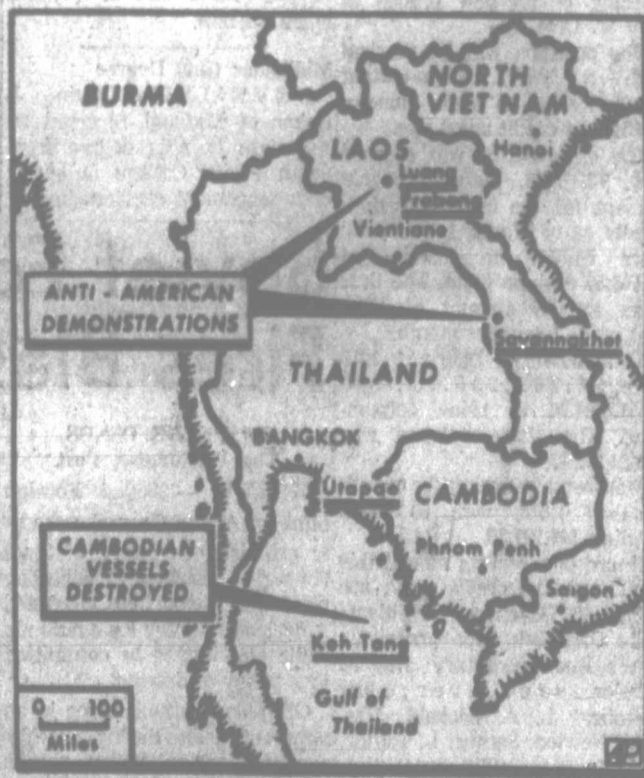 BURMA
NORTH
VIET NAM
Hanoi
LAOS
Luang
Prabang
Vientiane
ANTI - AMERICAN
DEMONSTRATIONS
Savannakhet
THAILAND
BANGKOK
Utapao
CAMBODIA
CAMBODIAN
VESSELS
DESTROYED
Phnom Penh
Saigon
Koh Tang
Gulf of
Thailand
0 100
Miles